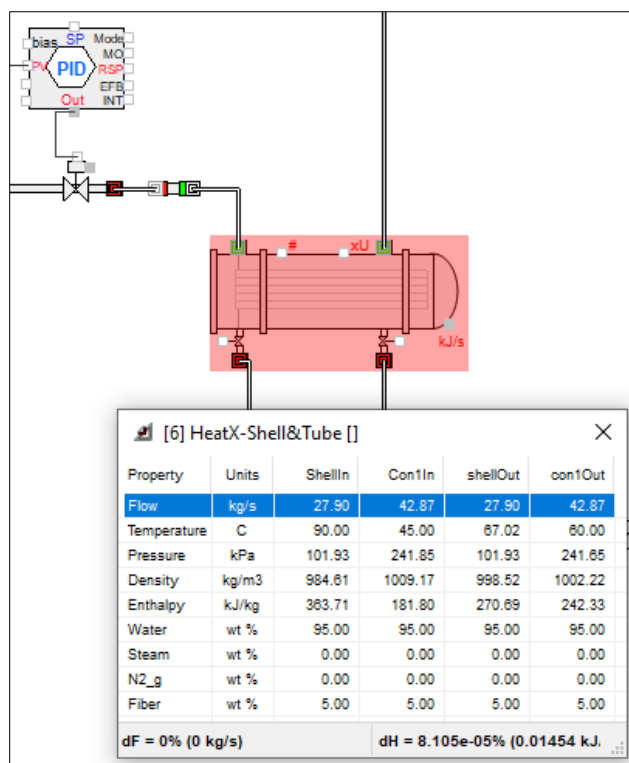 bias SP Mode
MO
PV PID RSP
EFB
Out INT
# xU
kJ/s
[6] HeatX-Shell&Tube []
Property Units ShellIn Con1In shellOut con1Out
Flow kg/s 27.90 42.87 27.90 42.87
Temperature C 90.00 45.00 67.02 60.00
Pressure kPa 101.93 241.85 101.93 241.65
Density kg/m3 984.61 1009.17 998.52 1002.22
Enthalpy kJ/kg 363.71 181.80 270.69 242.33
Water wt % 95.00 95.00 95.00 95.00
Steam wt % 0.00 0.00 0.00 0.00
N2_g wt % 0.00 0.00 0.00 0.00
Fiber wt % 5.00 5.00 5.00 5.00
dF = 0% (0 kg/s) dH = 8.105e-05% (0.01454 kJ.